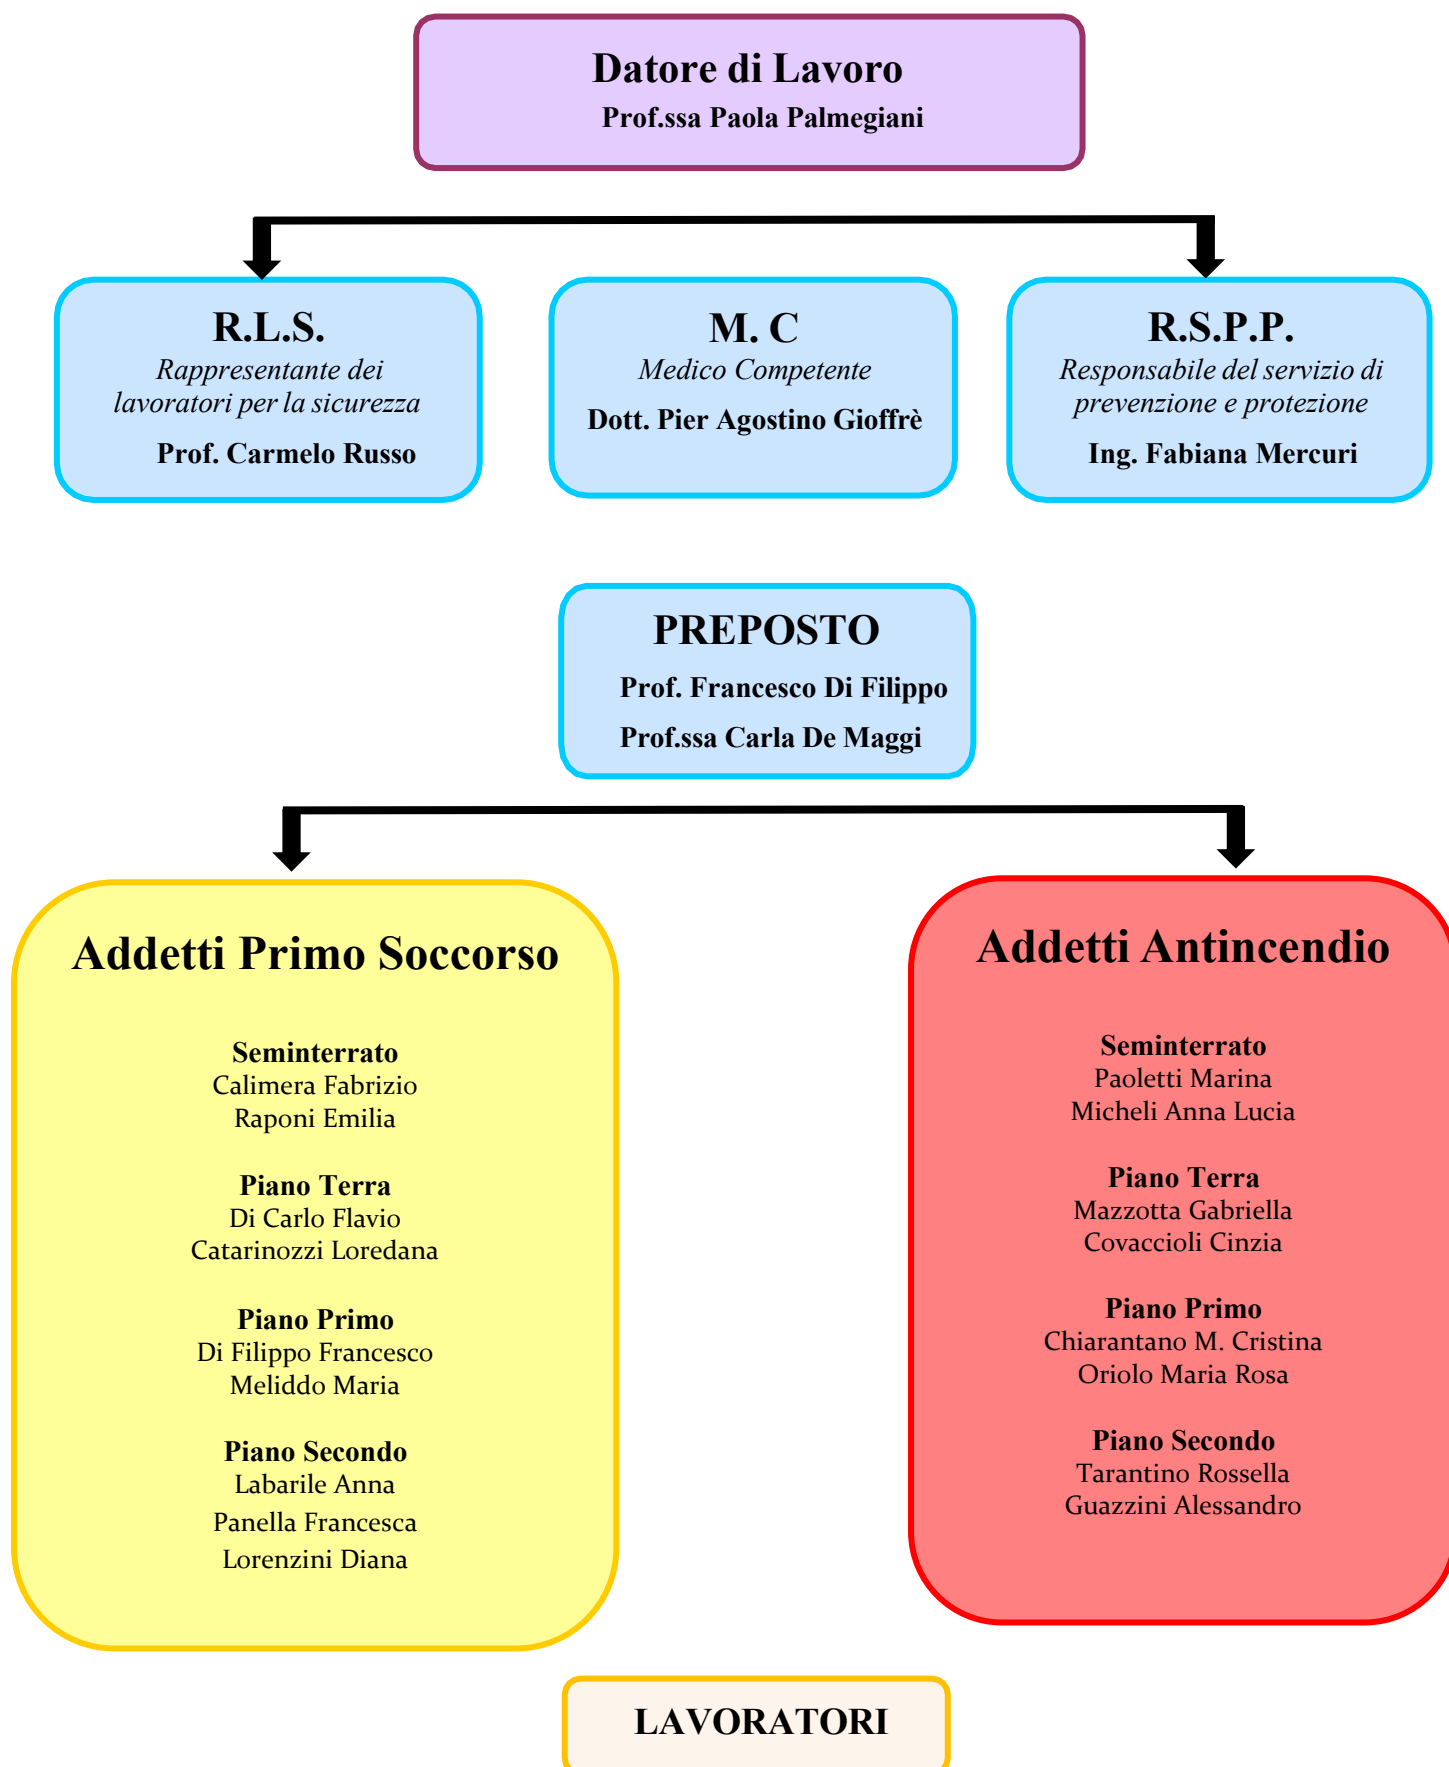 Datore di Lavoro
Prof.ssa Paola Palmegiani
R.L.S.
Rappresentante dei
lavoratori per la sicurezza
Prof. Carmelo Russo
M. C
Medico Competente
Dott. Pier Agostino Gioffrè
R.S.P.P.
Responsabile del servizio di
prevenzione e protezione
Ing. Fabiana Mercuri
PREPOSTO
Prof. Francesco Di Filippo
Prof.ssa Carla De Maggi
Addetti Primo Soccorso
Seminterrato
Calimera Fabrizio
Raponi Emilia
Piano Terra
Di Carlo Flavio
Catarinozzi Loredana
Piano Primo
Di Filippo Francesco
Meliddo Maria
Piano Secondo
Labarile Anna
Panella Francesca
Lorenzini Diana
Addetti Antincendio
Seminterrato
Paoletti Marina
Micheli Anna Lucia
Piano Terra
Mazzotta Gabriella
Covaccioli Cinzia
Piano Primo
Chiarantano M. Cristina
Oriolo Maria Rosa
Piano Secondo
Tarantino Rossella
Guazzini Alessandro
LAVORATORI